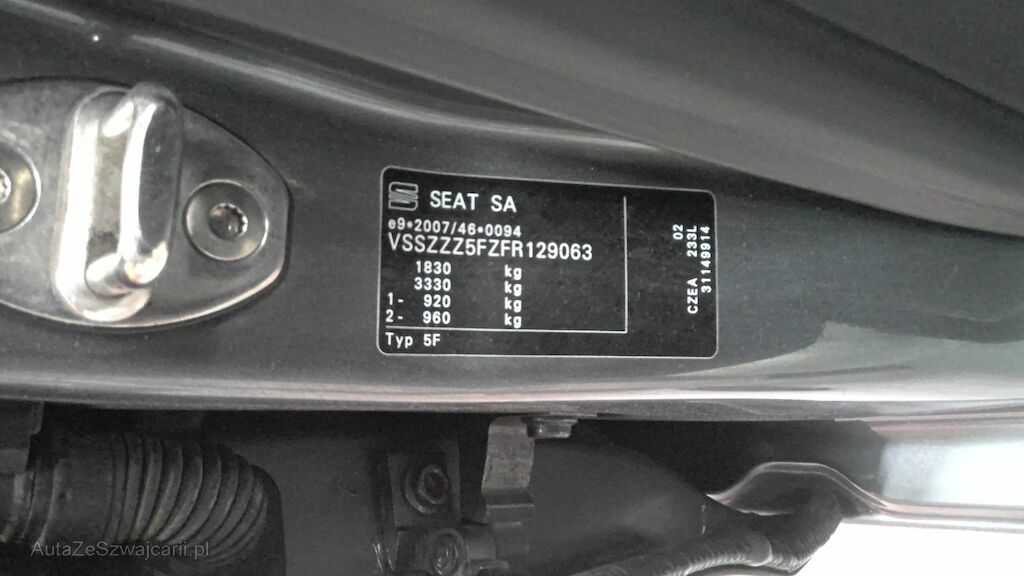 SEAT SA
e9*2007/46*0094
VSSZZZ5FZFR129063
1830 kg
3330 kg
1- 920 kg
2- 960 kg
Typ 5F
CZEA 233L 02
31149914
AutaZeSzwajcarii.pl